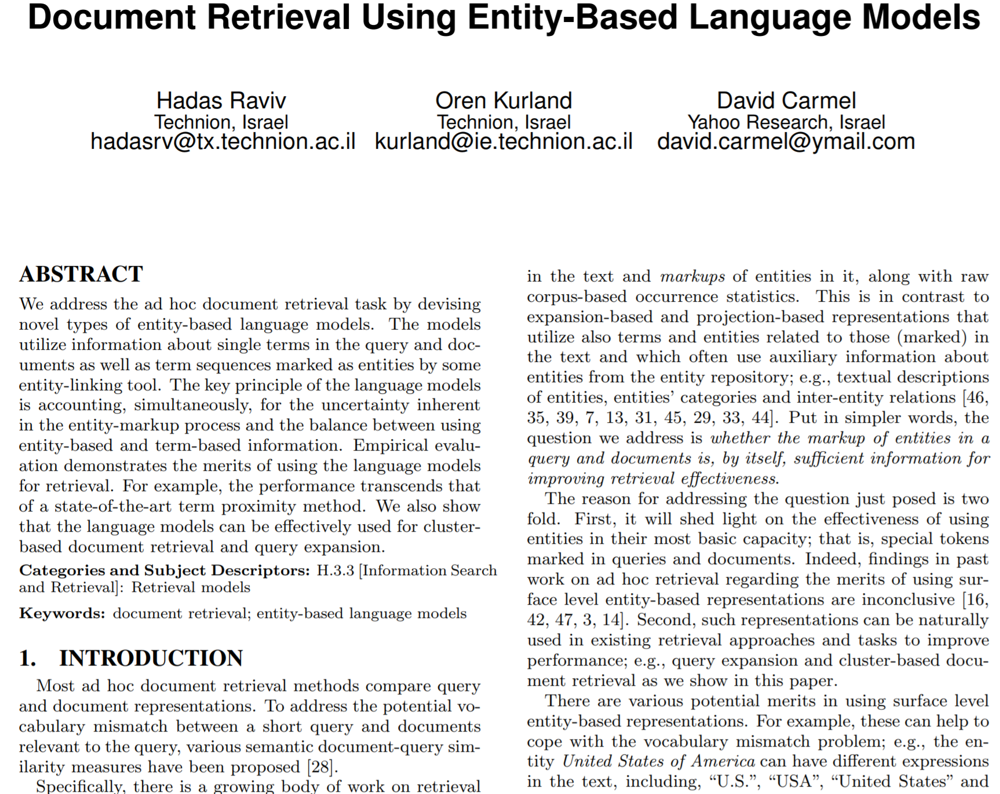 Document Retrieval Using Entity-Based Language Models
Hadas Raviv
Technion, Israel
hadasrv@tx.technion.ac.il
Oren Kurland
Technion, Israel
kurland@ie.technion.ac.il
David Carmel
Yahoo Research, Israel
david.carmel@ymail.com
ABSTRACT
We address the ad hoc document retrieval task by devising
novel types of entity-based language models. The models
utilize information about single terms in the query and doc-
uments as well as term sequences marked as entities by some
entity-linking tool. The key principle of the language models
is accounting, simultaneously, for the uncertainty inherent
in the entity-markup process and the balance between using
entity-based and term-based information. Empirical evalu-
ation demonstrates the merits of using the language models
for retrieval. For example, the performance transcends that
of a state-of-the-art term proximity method. We also show
that the language models can be effectively used for cluster-
based document retrieval and query expansion.
Categories and Subject Descriptors: H.3.3 [Information Search
and Retrieval]: Retrieval models
Keywords: document retrieval; entity-based language models
1. INTRODUCTION
Most ad hoc document retrieval methods compare query
and document representations. To address the potential vo-
cabulary mismatch between a short query and documents
relevant to the query, various semantic document-query sim-
ilarity measures have been proposed [28].
Specifically, there is a growing body of work on retrieval
in the text and markups of entities in it, along with raw
corpus-based occurrence statistics. This is in contrast to
expansion-based and projection-based representations that
utilize also terms and entities related to those (marked) in
the text and which often use auxiliary information about
entities from the entity repository; e.g., textual descriptions
of entities, entities' categories and inter-entity relations [46,
35, 39, 7, 13, 31, 45, 29, 33, 44]. Put in simpler words, the
question we address is whether the markup of entities in a
query and documents is, by itself, sufficient information for
improving retrieval effectiveness.
The reason for addressing the question just posed is two
fold. First, it will shed light on the effectiveness of using
entities in their most basic capacity; that is, special tokens
marked in queries and documents. Indeed, findings in past
work on ad hoc retrieval regarding the merits of using sur-
face level entity-based representations are inconclusive [16,
42, 47, 3, 14]. Second, such representations can be naturally
used in existing retrieval approaches and tasks to improve
performance; e.g., query expansion and cluster-based docu-
ment retrieval as we show in this paper.
There are various potential merits in using surface level
entity-based representations. For example, these can help to
cope with the vocabulary mismatch problem; e.g., the en-
tity United States of America can have different expressions
in the text, including, "U.S.", "USA", "United States" and